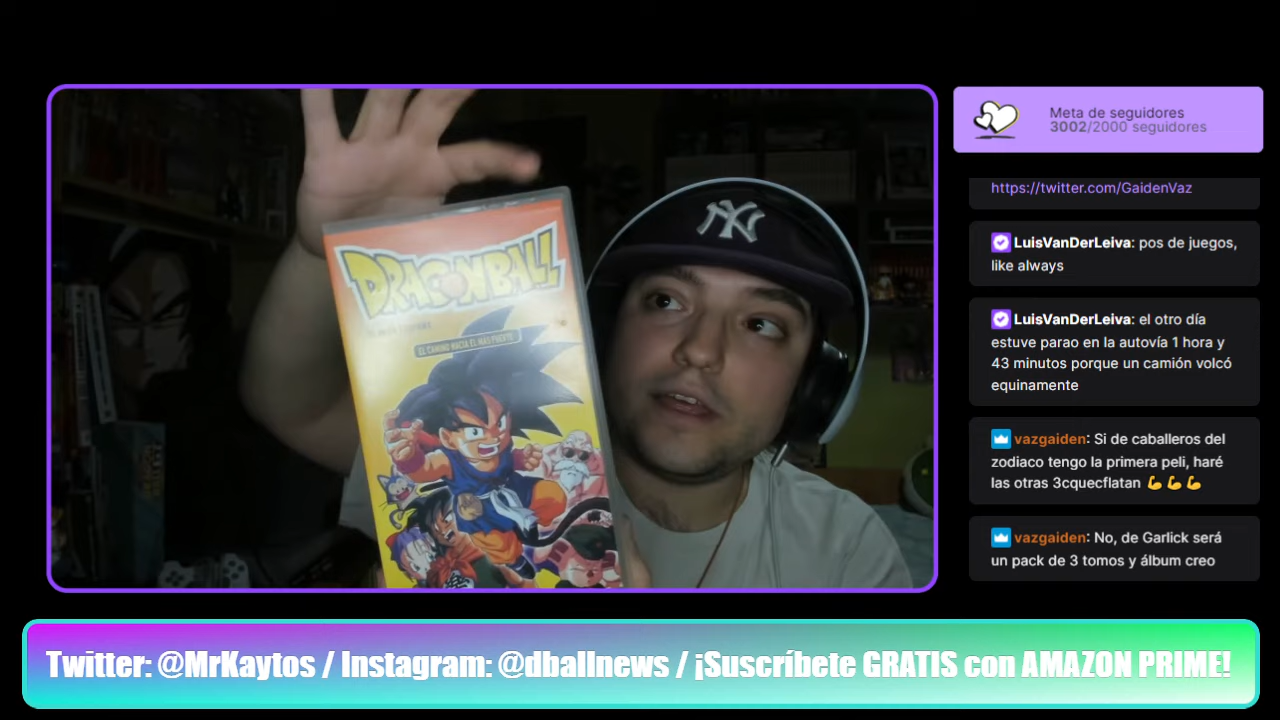 Meta de seguidores
3002/2000 seguidores
https://twitter.com/GaidenVaz
LuisVanDerLeiva: pos de juegos,
like always
LuisVanDerLeiva: el otro día
estuve parao en la autovía 1 hora y
43 minutos porque un camión volcó
equinamente
vazgaiden: Si de caballeros del
zodiaco tengo la primera peli, haré
las otras 3cquecflatan 💪💪💪
vazgaiden: No, de Garlick será
un pack de 3 tomos y álbum creo
NY
DRAGONBALL
EL CAMINO HACIA EL MAS FUERTE
Twitter: @MrKaytos / Instagram: @dballnews / ¡Suscríbete GRATIS con AMAZON PRIME!